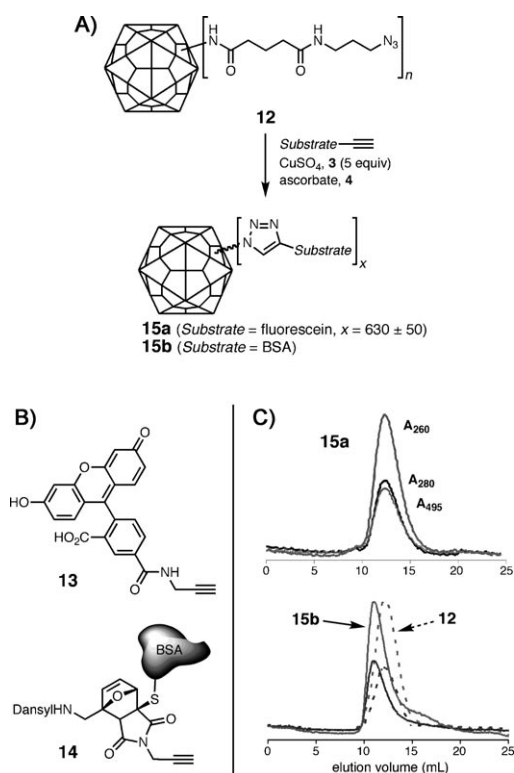 A)
H
N
O
O
H
N
N₃
n
12
Substrate
CuSO₄, 3 (5 equiv)
ascorbate, 4
N=N
N
Substrate
x
15a (Substrate = fluorescein, x = 630 ± 50)
15b (Substrate = BSA)
B)
O
O
HO
HO₂C
O
NH
13
BSA
O
S
DansylHN
O
N
O
14
C)
15a
A₂₆₀
A₂₈₀
A₄₉₅
0 5 10 15 20 25
15b
12
0 5 10 15 20 25
elution volume (mL)